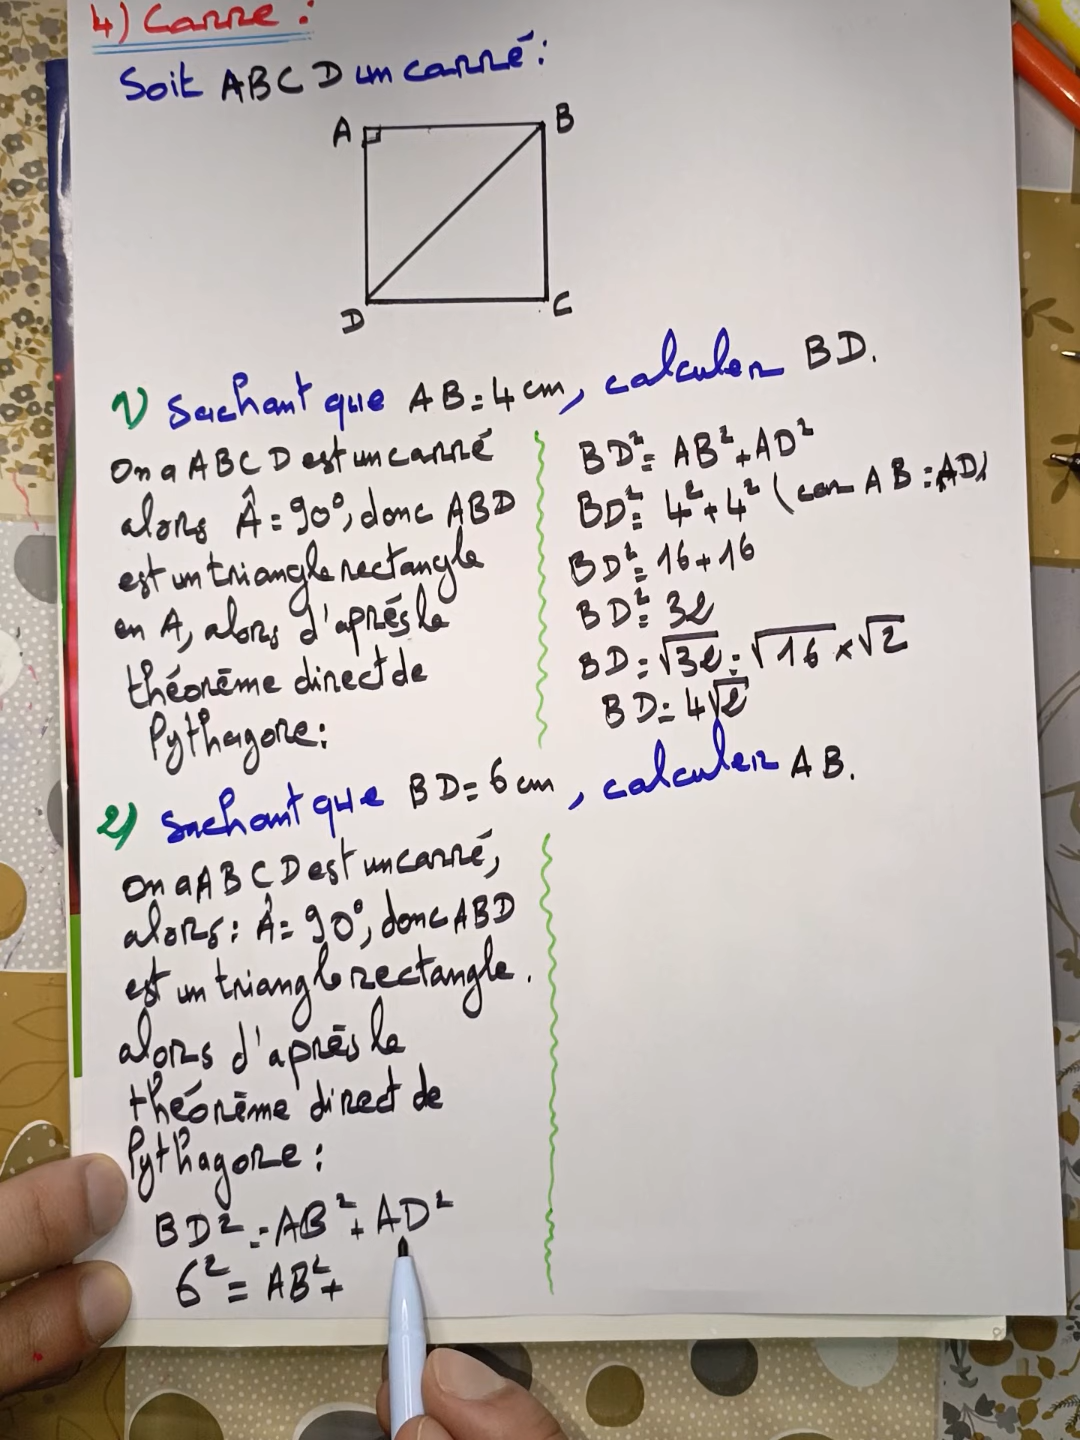 4) Carré :
Soit ABCD un carré :
A
B
D
C
1) Sachant que AB = 4 cm, calculer BD.
On a ABCD est un carré
alors Â = 90°, donc ABD
est un triangle rectangle
en A, alors d'après le
théorème direct de
Pythagore :
BD² = AB² + AD²
BD² = 4² + 4² (car AB = AD)
BD² = 16 + 16
BD² = 32
BD = √32 = √16 × √2
BD = 4√2
2) Sachant que BD = 6 cm, calculer AB.
On a ABCD est un carré,
alors : Â = 90°, donc ABD
est un triangle rectangle.
alors d'après le
théorème direct de
Pythagore :
BD² = AB² + AD²
6² = AB² +